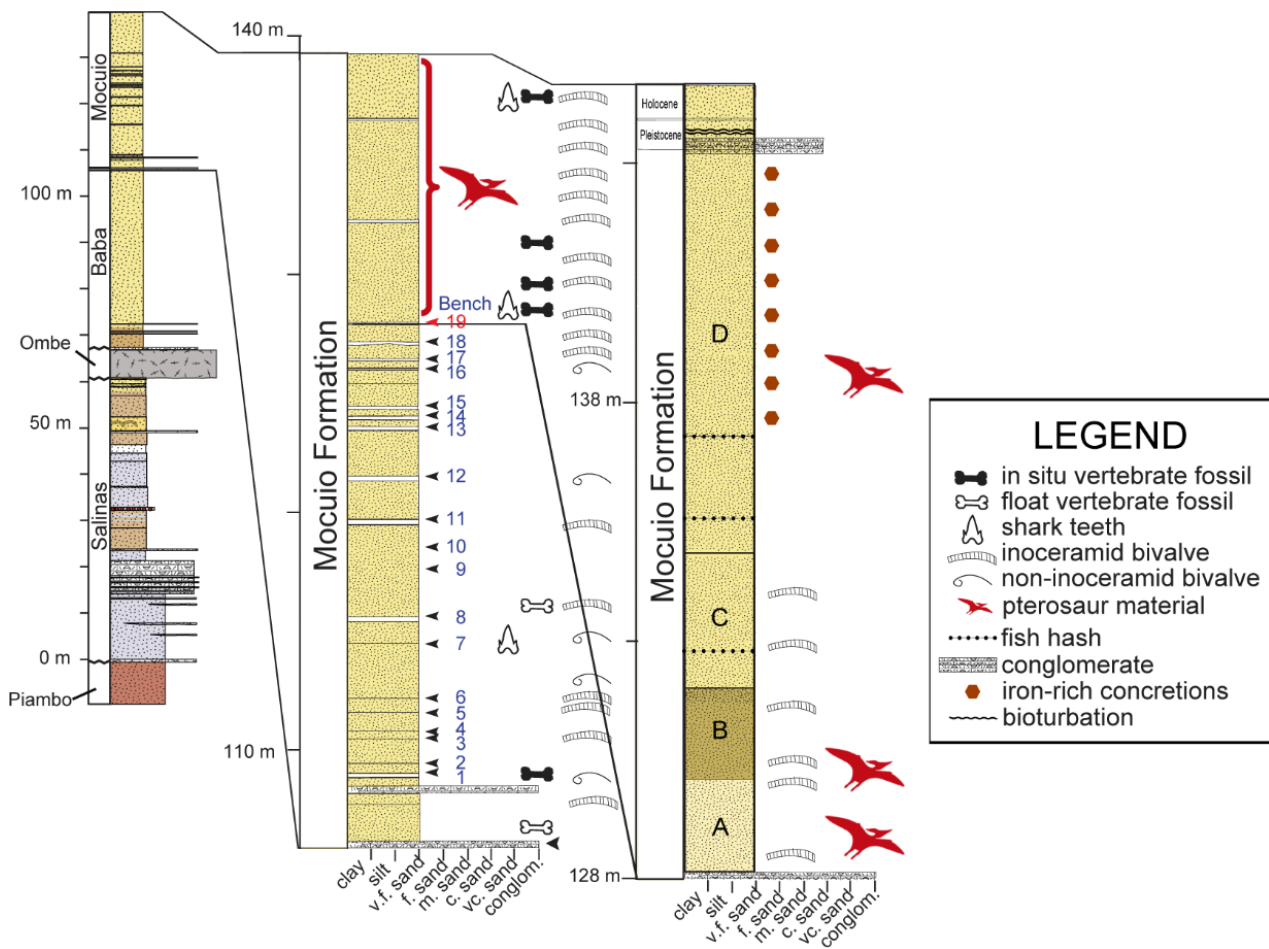 Mocuio
Baba
Ombe
Salinas
Piambo
100 m
50 m
0 m
140 m
110 m
Mocuio Formation
Bench
19
18
17
16
15
14
13
12
11
10
9
8
7
6
5
4
3
2
1
clay
silt
v.f. sand
f. sand
m. sand
c. sand
vc. sand
conglom.
Holocene
Pleistocene
138 m
128 m
Mocuio Formation
D
C
B
A
clay
silt
v.f. sand
f. sand
m. sand
c. sand
vc. sand
conglom.
LEGEND
in situ vertebrate fossil
float vertebrate fossil
shark teeth
inoceramid bivalve
non-inoceramid bivalve
pterosaur material
fish hash
conglomerate
iron-rich concretions
bioturbation